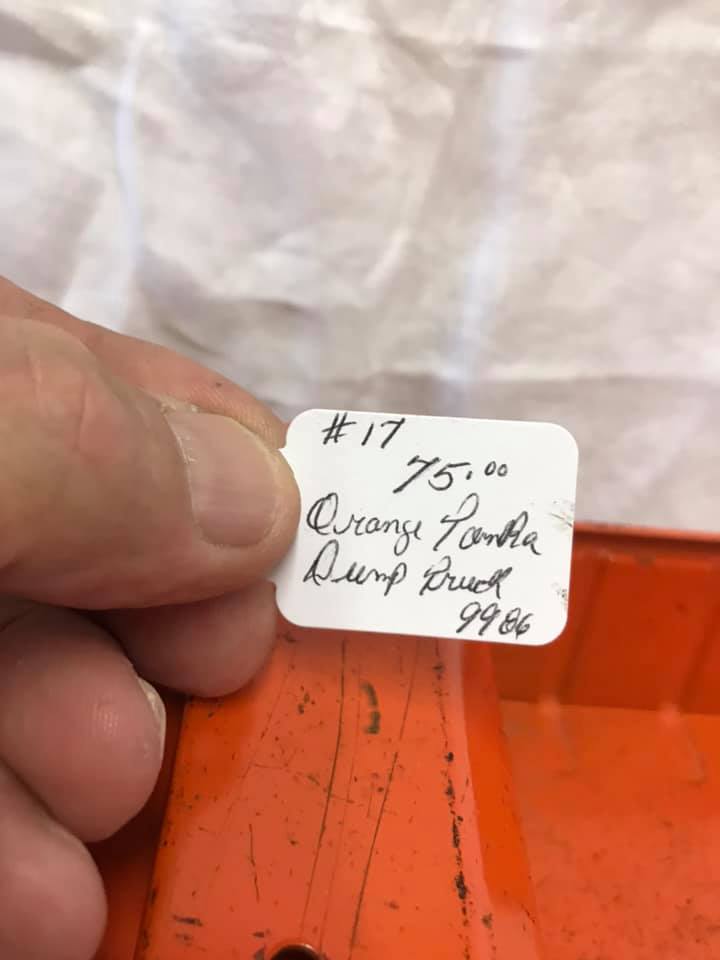 #17
75.00
Orange Tonka
Dump Truck
9986